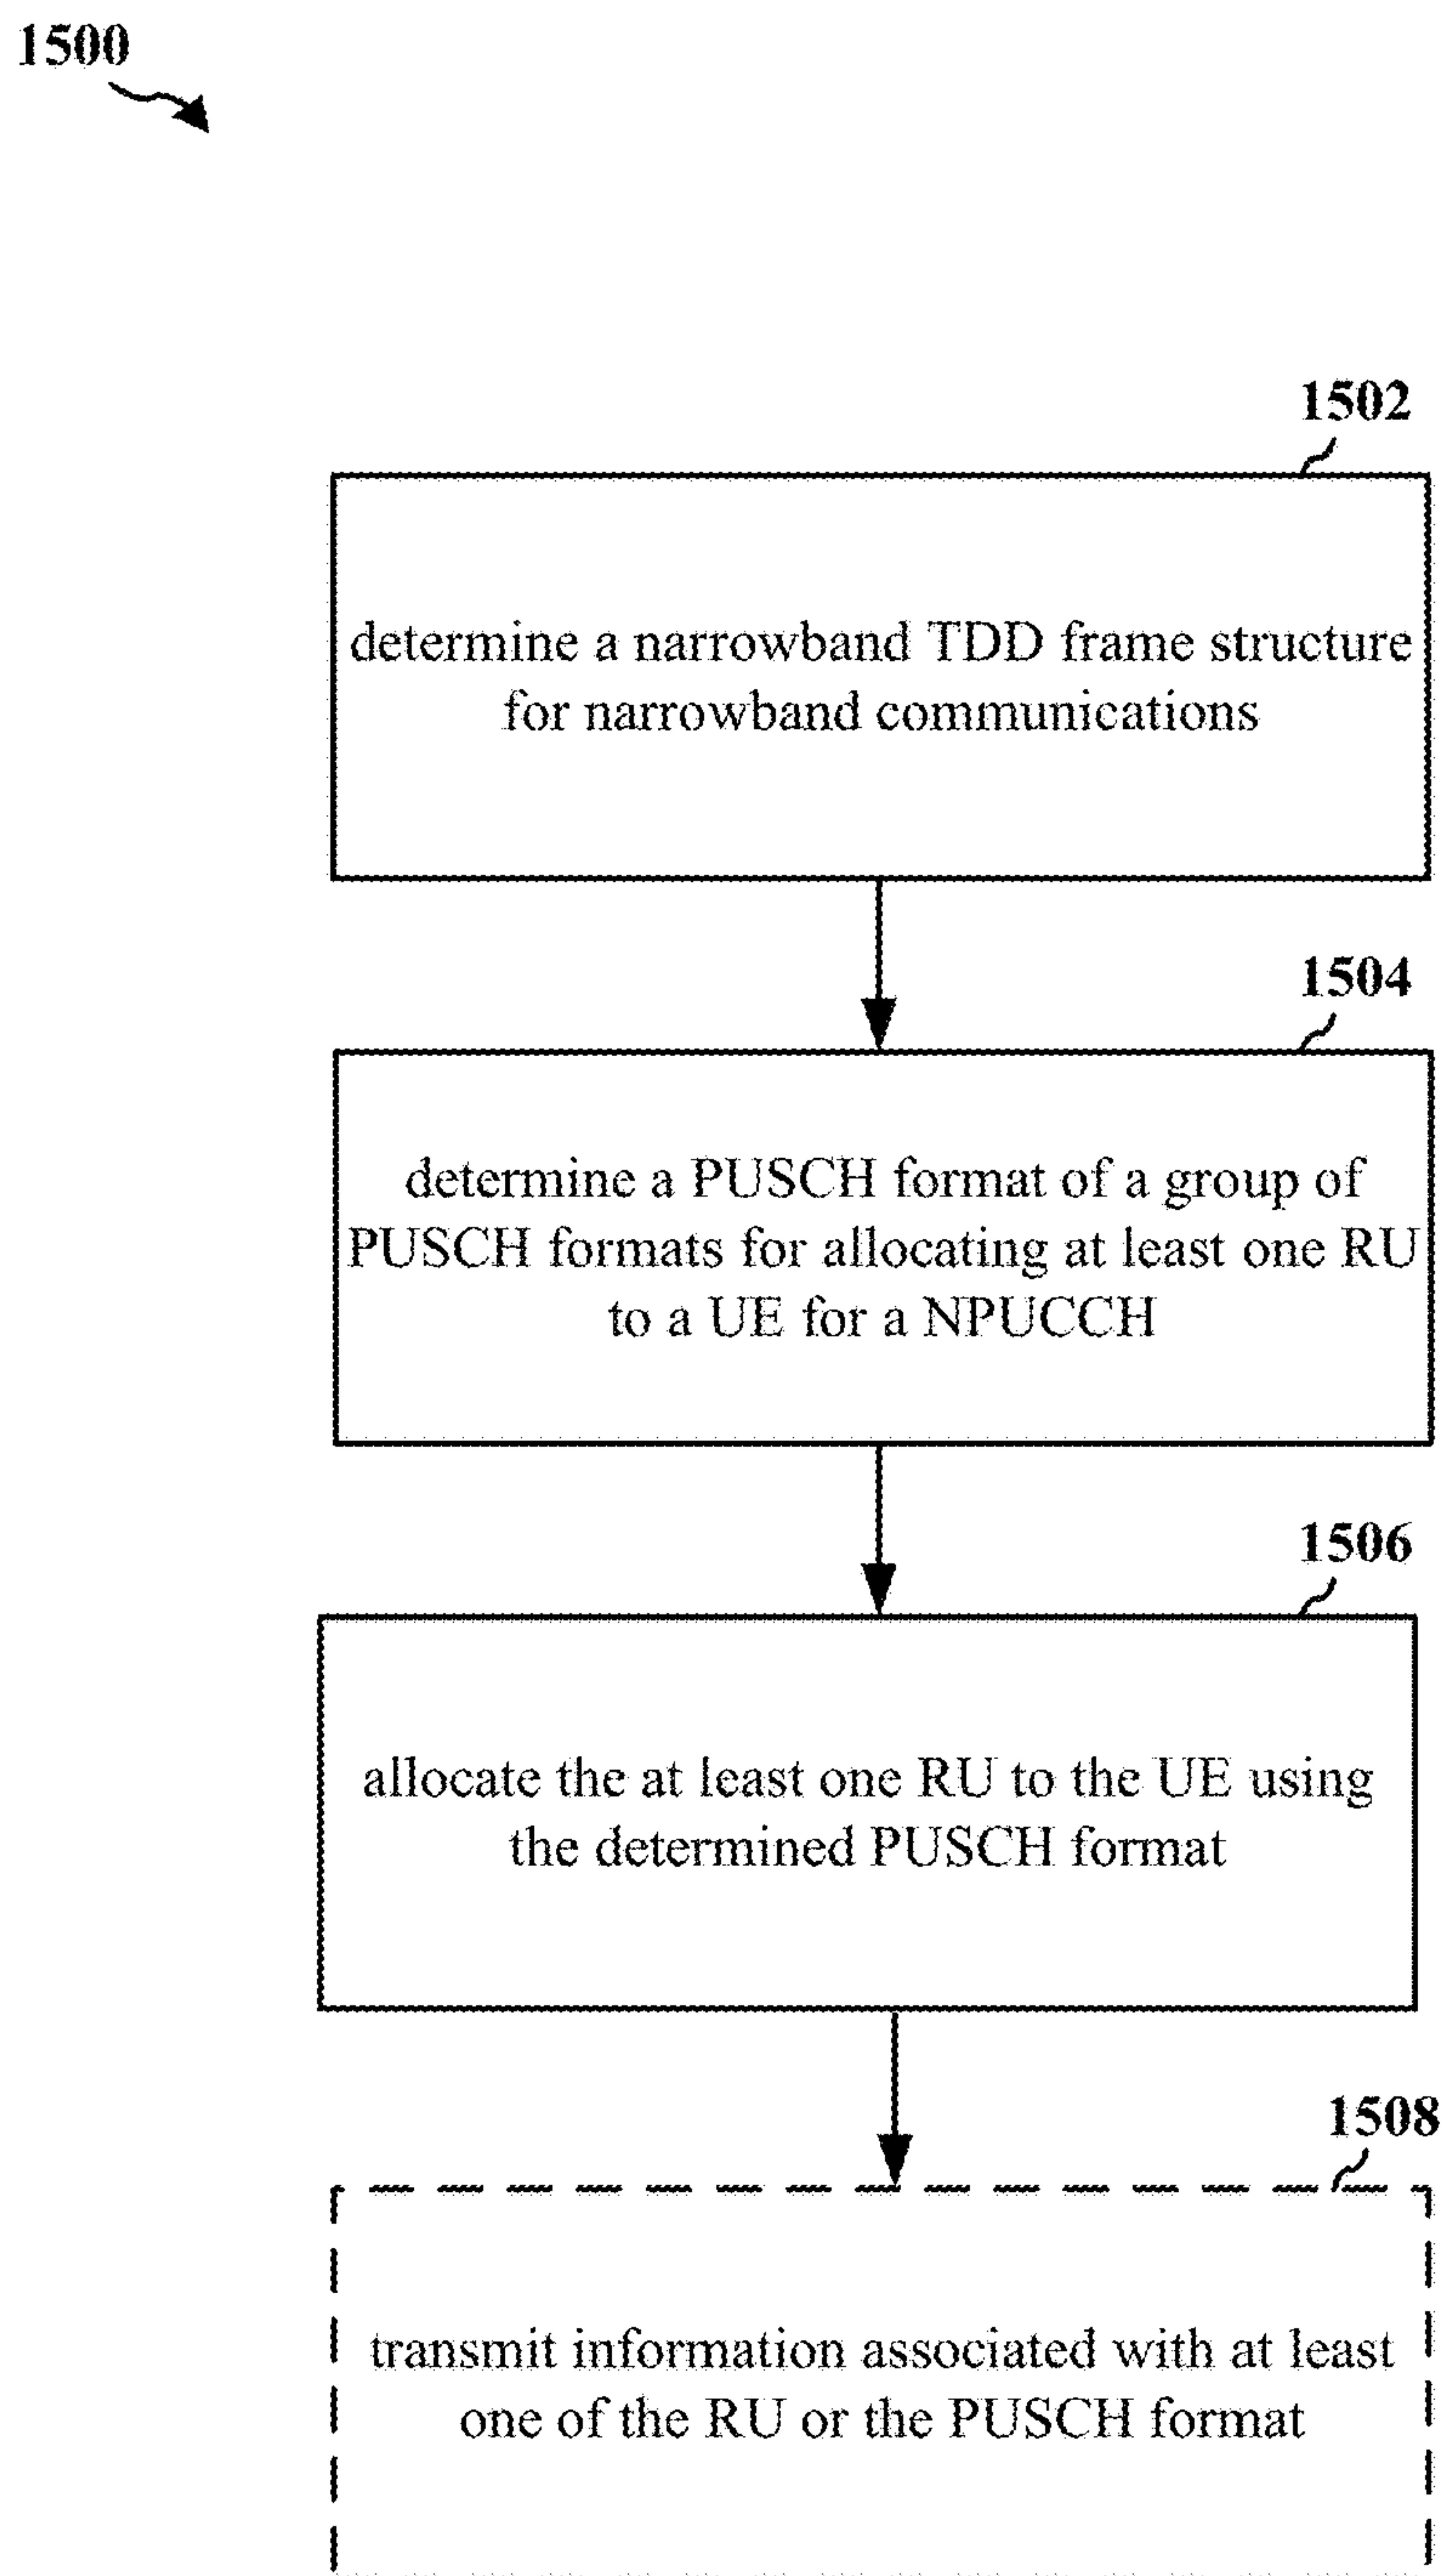 1500
1502
determine a narrowband TDD frame structure
for narrowband communications
1504
determine a PUSCH format of a group of
PUSCH formats for allocating at least one RU
to a UE for a NPUCCH
1506
allocate the at least one RU to the UE using
the determined PUSCH format
1508
transmit information associated with at least
one of the RU or the PUSCH format